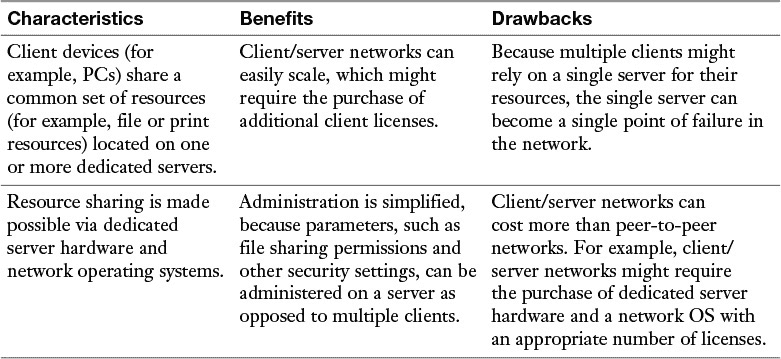 Characteristics
Benefits
Drawbacks
Client devices (for
example, PCs) share a
common set of resources
(for example, file or print
resources) located on one
or more dedicated servers.
Client/server networks can
easily scale, which might
require the purchase of
additional client licenses.
Because multiple clients might
rely on a single server for their
resources, the single server can
become a single point of failure in
the network.
Resource sharing is made
possible via dedicated
server hardware and
network operating systems.
Administration is simplified,
because parameters, such as
file sharing permissions and
other security settings, can be
administered on a server as
opposed to multiple clients.
Client/server networks can
cost more than peer-to-peer
networks. For example, client/
server networks might require
the purchase of dedicated server
hardware and a network OS with
an appropriate number of licenses.